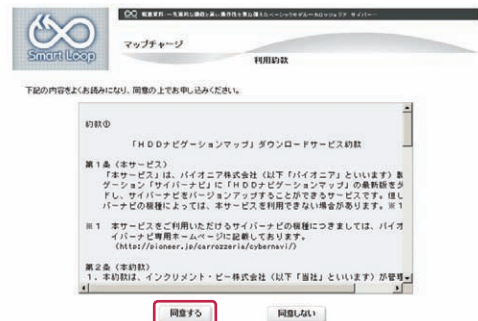 Smart Loop
マップチャージ
利用約款
下記の内容をよくお読みになり、同意の上でお申し込みください。
約款①
「HDDナビゲーションマップ」ダウンロードサービス約款
第1条（本サービス）
「本サービス」は、パイオニア株式会社（以下「パイオニア」といいます）製
ゲーション「サイバーナビ」に「HDDナビゲーションマップ」の最新版をダ
ドし、サイバーナビをバージョンアップすることができるサービスです。但し
バーナビの機種によっては、本サービスを利用できない場合があります。※1
※1 本サービスをご利用いただけるサイバーナビの機種につきましては、パイオ
イバーナビ専用ホームページに記載しております。
(http://pioneer.jp/carrozzeria/cybernavi/)
第2条（本約款）
1．本約款は、インクリメント・ピー株式会社（以下「当社」といいます）が管理
同意する
同意しない